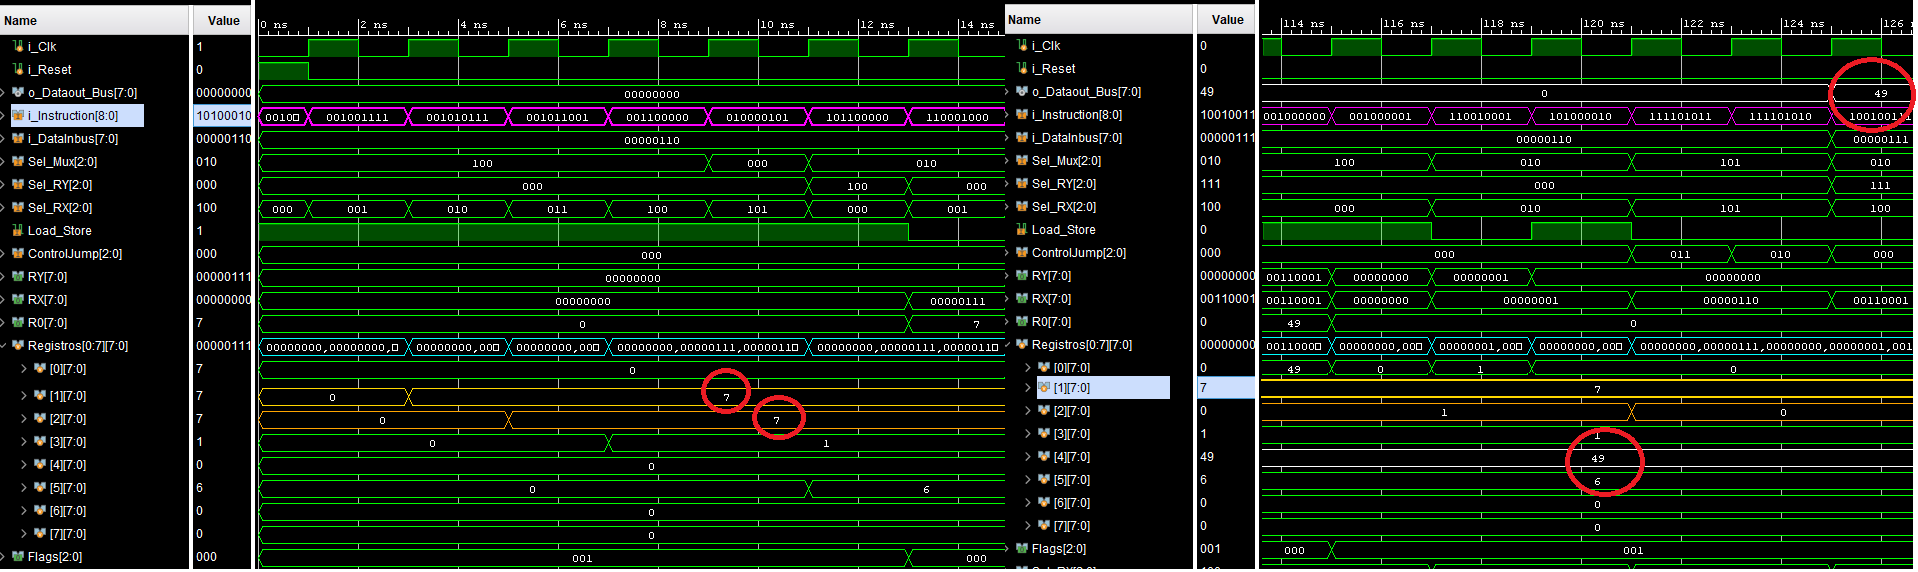 Name Value 0 ns 2 ns 4 ns 6 ns 8 ns 10 ns 12 ns 14 ns
i_Clk 1
i_Reset 0
o_Dataout_Bus[7:0] 00000000 00000000
i_Instruction[8:0] 10100010 0010 001001111 001010111 001011001 001100000 010000101 101100000 110001000
i_DataInbus[7:0] 00000110 00000110
Sel_Mux[2:0] 010 100 000 010
Sel_RY[2:0] 000 000 100 000
Sel_RX[2:0] 100 000 001 010 011 100 101 000 001
Load_Store 1
ControlJump[2:0] 000 000
RY[7:0] 00000111 00000000
RX[7:0] 00000000 00000000 00000111
R0[7:0] 7 0 7
Registros[0:7][7:0] 00000111 00000000,00000000,0 00000000,00 00000000,00 00000000,00000111,0000011 00000000,00000111,0000011
[0][7:0] 7 0
[1][7:0] 7 0 7
[2][7:0] 7 0 7
[3][7:0] 1 0 1
[4][7:0] 0 0
[5][7:0] 6 0 6
[6][7:0] 0 0
[7][7:0] 0 0
Flags[2:0] 000 001 000
Name Value 114 ns 116 ns 118 ns 120 ns 122 ns 124 ns 126
i_Clk 0
i_Reset 0
o_Dataout_Bus[7:0] 49 0 49
i_Instruction[8:0] 10010011 001000000 001000001 110001001 101000010 111101011 111101010 100100111
i_DataInbus[7:0] 00000111 00000110 00000111
Sel_Mux[2:0] 010 100 010 101 010
Sel_RY[2:0] 111 000 111
Sel_RX[2:0] 100 000 010 101 100
Load_Store 0
ControlJump[2:0] 000 000 011 010 000
RY[7:0] 00000000 00110001 00000000 00000001 00000000
RX[7:0] 00110001 00110001 00000000 00000001 00000110 00110001
R0[7:0] 0 49 0
Registros[0:7][7:0] 00000000 0011000 00000000,00 00000001,00 00000000,00 00000000,00000111,00000000,00000001,001
[0][7:0] 0 49 0 1 0
[1][7:0] 7 7
[2][7:0] 0 1 0
[3][7:0] 1 1
[4][7:0] 49 49
[5][7:0] 6 6
[6][7:0] 0 0
[7][7:0] 0 0
Flags[2:0] 001 000 001